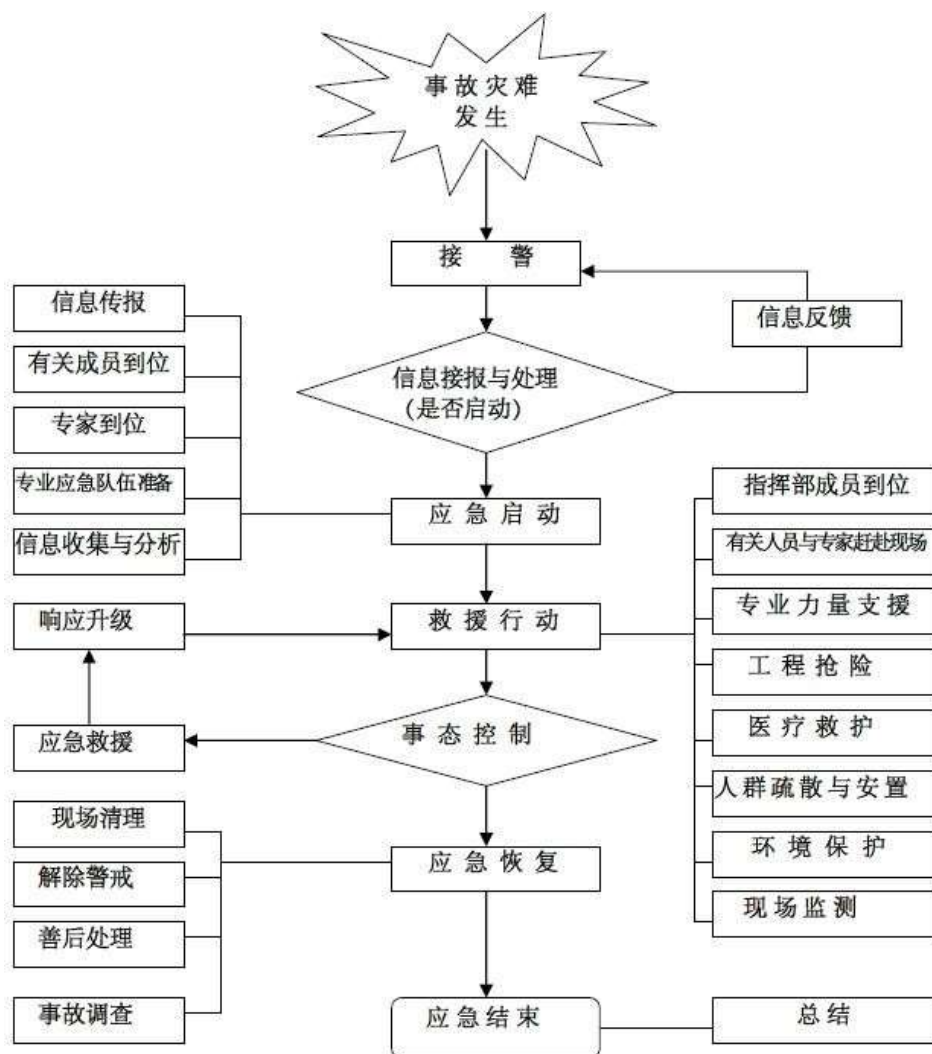 事故灾难
发生
接警
信息反馈
信息接报与处理
(是否启动)
信息传报
有关成员到位
专家到位
专业应急队伍准备
信息收集与分析
应急启动
指挥部成员到位
有关人员与专家赶赴现场
专业力量支援
工程抢险
医疗救护
人群疏散与安置
环境保护
现场监测
响应升级
救援行动
应急救援
事态控制
现场清理
解除警戒
善后处理
事故调查
应急恢复
应急结束
总结